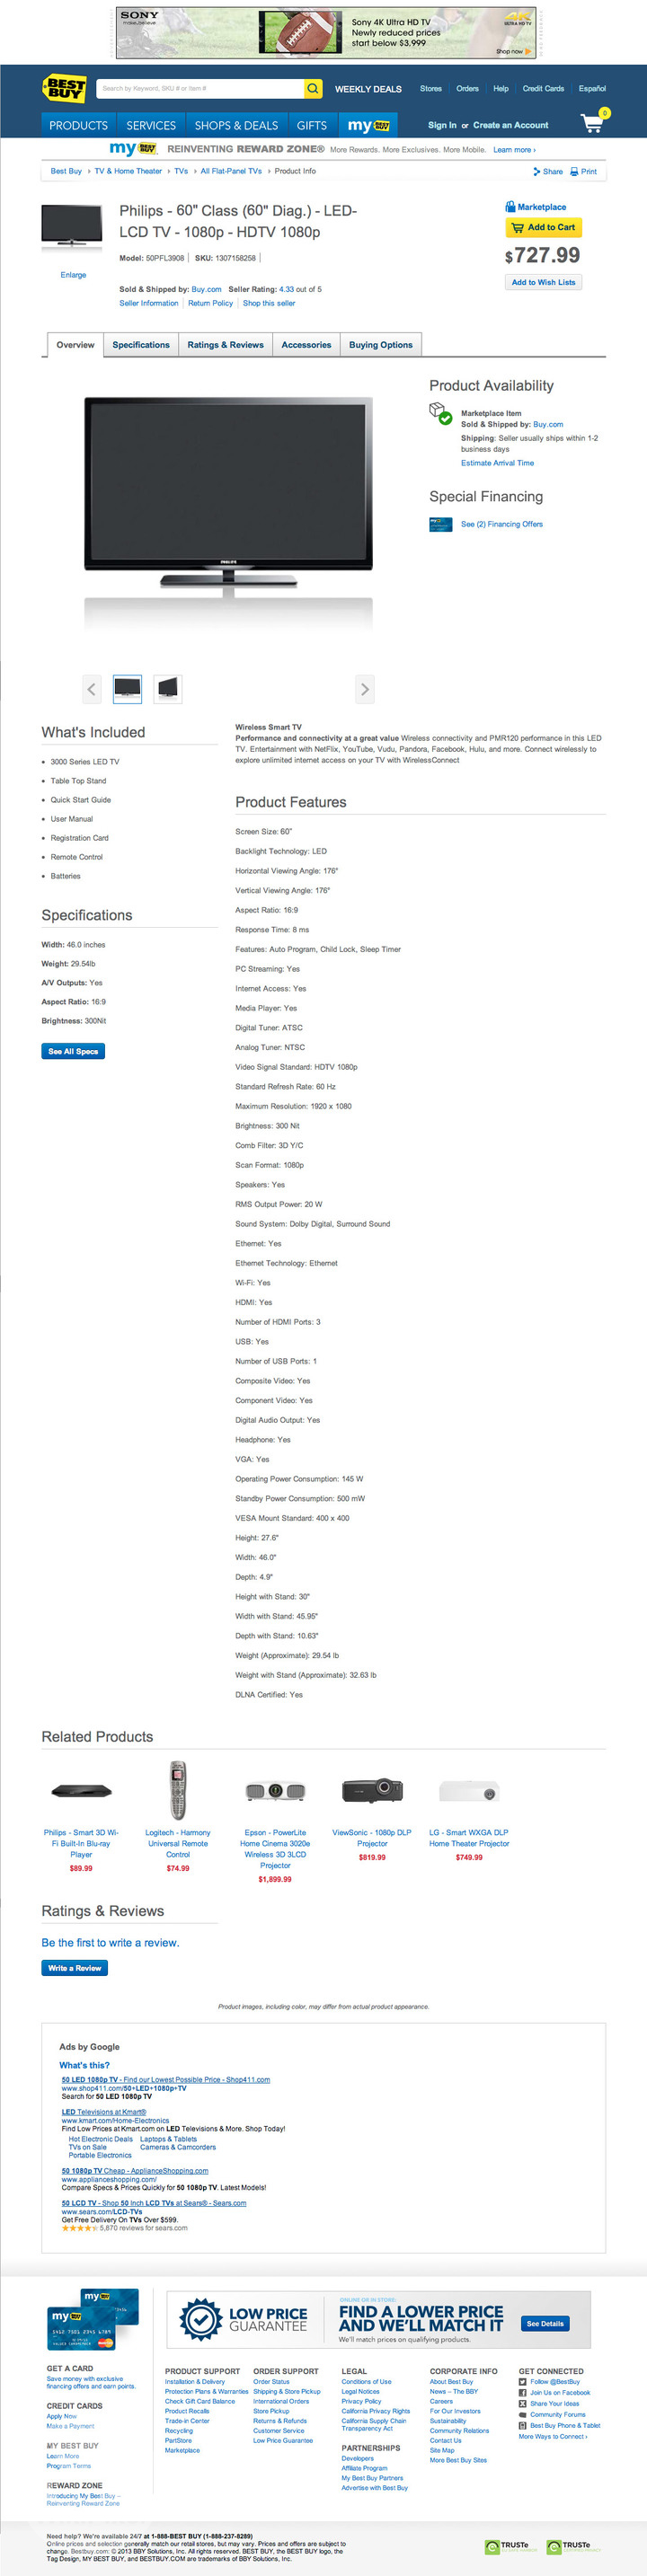 SONY
make.believe
Sony 4K Ultra HD TV
Newly reduced prices
start below $3,999
4K
ULTRA HD TV
Shop now
BEST BUY
Search by Keyword, SKU # or Item #
WEEKLY DEALS
Stores
Orders
Help
Credit Cards
Español
PRODUCTS
SERVICES
SHOPS & DEALS
GIFTS
my BEST BUY
Sign In or Create an Account
0
my BEST BUY REINVENTING REWARD ZONE® More Rewards. More Exclusives. More Mobile. Learn more ›
Best Buy › TV & Home Theater › TVs › All Flat-Panel TVs › Product Info
Share
Print
Philips - 60" Class (60" Diag.) - LED-
LCD TV - 1080p - HDTV 1080p
Model: 50PFL3908 | SKU: 1307158258 |
Enlarge
Sold & Shipped by: Buy.com Seller Rating: 4.33 out of 5
Seller Information | Return Policy | Shop this seller
Marketplace
Add to Cart
$727.99
Add to Wish Lists
Overview
Specifications
Ratings & Reviews
Accessories
Buying Options
PHILIPS
Product Availability
Marketplace Item
Sold & Shipped by: Buy.com
Shipping: Seller usually ships within 1-2
business days
Estimate Arrival Time
Special Financing
See (2) Financing Offers
What's Included
• 3000 Series LED TV
• Table Top Stand
• Quick Start Guide
• User Manual
• Registration Card
• Remote Control
• Batteries
Specifications
Width: 46.0 inches
Weight: 29.54lb
A/V Outputs: Yes
Aspect Ratio: 16:9
Brightness: 300Nit
See All Specs
Wireless Smart TV
Performance and connectivity at a great value Wireless connectivity and PMR120 performance in this LED
TV. Entertainment with NetFlix, YouTube, Vudu, Pandora, Facebook, Hulu, and more. Connect wirelessly to
explore unlimited internet access on your TV with WirelessConnect
Product Features
Screen Size: 60"
Backlight Technology: LED
Horizontal Viewing Angle: 176°
Vertical Viewing Angle: 176°
Aspect Ratio: 16:9
Response Time: 8 ms
Features: Auto Program, Child Lock, Sleep Timer
PC Streaming: Yes
Internet Access: Yes
Media Player: Yes
Digital Tuner: ATSC
Analog Tuner: NTSC
Video Signal Standard: HDTV 1080p
Standard Refresh Rate: 60 Hz
Maximum Resolution: 1920 x 1080
Brightness: 300 Nit
Comb Filter: 3D Y/C
Scan Format: 1080p
Speakers: Yes
RMS Output Power: 20 W
Sound System: Dolby Digital, Surround Sound
Ethernet: Yes
Ethernet Technology: Ethernet
Wi-Fi: Yes
HDMI: Yes
Number of HDMI Ports: 3
USB: Yes
Number of USB Ports: 1
Composite Video: Yes
Component Video: Yes
Digital Audio Output: Yes
Headphone: Yes
VGA: Yes
Operating Power Consumption: 145 W
Standby Power Consumption: 500 mW
VESA Mount Standard: 400 x 400
Height: 27.6"
Width: 46.0"
Depth: 4.9"
Height with Stand: 30"
Width with Stand: 45.95"
Depth with Stand: 10.63"
Weight (Approximate): 29.54 lb
Weight with Stand (Approximate): 32.63 lb
DLNA Certified: Yes
Related Products
Philips - Smart 3D Wi-
Fi Built-In Blu-ray
Player
$89.99
Logitech - Harmony
Universal Remote
Control
$74.99
Epson - PowerLite
Home Cinema 3020e
Wireless 3D 3LCD
Projector
$1,899.99
ViewSonic - 1080p DLP
Projector
$819.99
LG - Smart WXGA DLP
Home Theater Projector
$749.99
Ratings & Reviews
Be the first to write a review.
Write a Review
Product images, including color, may differ from actual product appearance.
Ads by Google
What's this?
50 LED 1080p TV - Find our Lowest Possible Price - Shop411.com
www.shop411.com/50+LED+1080p+TV
Search for 50 LED 1080p TV
LED Televisions at Kmart®
www.kmart.com/Home-Electronics
Find Low Prices at Kmart.com on LED Televisions & More. Shop Today!
Hot Electronic Deals Laptops & Tablets
TVs on Sale Cameras & Camcorders
Portable Electronics
50 1080p TV Cheap - ApplianceShopping.com
www.applianceshopping.com/
Compare Specs & Prices Quickly for 50 1080p TV. Latest Models!
50 LCD TV - Shop 50 Inch LCD TVs at Sears® - Sears.com
www.sears.com/LCD-TVs
Get Free Delivery On TVs Over $599.
5,870 reviews for sears.com
my BEST BUY
my BEST BUY
LOW PRICE
GUARANTEE
ONLINE OR IN STORE:
FIND A LOWER PRICE
AND WE'LL MATCH IT
We'll match prices on qualifying products.
See Details
GET A CARD
Save money with exclusive
financing offers and earn points.
CREDIT CARDS
Apply Now
Make a Payment
MY BEST BUY
Learn More
Program Terms
REWARD ZONE
Introducing My Best Buy –
Reinventing Reward Zone
PRODUCT SUPPORT
Installation & Delivery
Protection Plans & Warranties
Check Gift Card Balance
Product Recalls
Trade-in Center
Recycling
PartStore
Marketplace
ORDER SUPPORT
Order Status
Shipping & Store Pickup
International Orders
Store Pickup
Returns & Refunds
Customer Service
Low Price Guarantee
LEGAL
Conditions of Use
Legal Notices
Privacy Policy
California Privacy Rights
California Supply Chain
Transparency Act
PARTNERSHIPS
Developers
Affiliate Program
My Best Buy Partners
Advertise with Best Buy
CORPORATE INFO
About Best Buy
News – The BBY
Careers
For Our Investors
Sustainability
Community Relations
Contact Us
Site Map
More Best Buy Sites
GET CONNECTED
Follow @BestBuy
Join Us on Facebook
Share Your Ideas
Community Forums
Best Buy Phone & Tablet
More Ways to Connect ›
Need help? We're available 24/7 at 1-888-BEST BUY (1-888-237-8289)
Online prices and selection generally match our retail stores, but may vary. Prices and offers are subject to
change. Bestbuy.com: © 2013 BBY Solutions, Inc. All rights reserved. BEST BUY, the BEST BUY logo, the
Tag Design, MY BEST BUY, and BESTBUY.COM are trademarks of BBY Solutions, Inc.
TRUSTe
TRUSTe